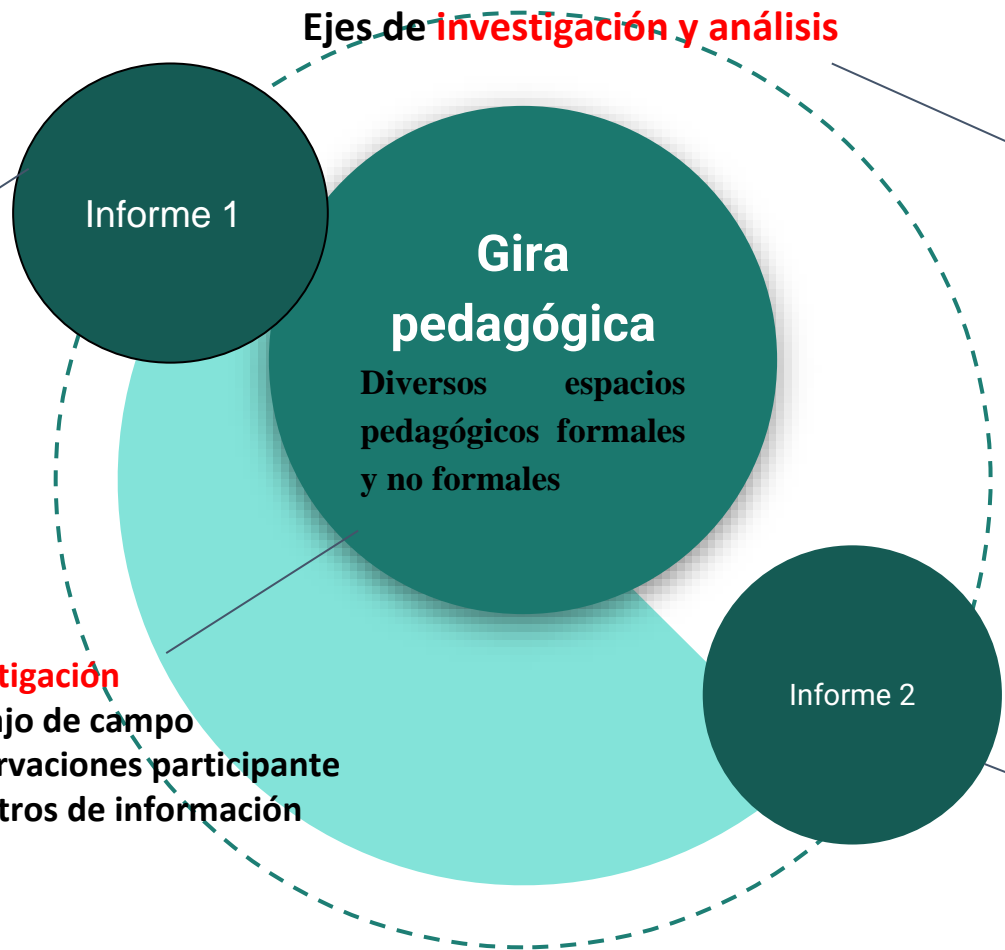 Ejes de investigación y análisis
Informe 1
Gira
pedagógica
Diversos espacios
pedagógicos formales
y no formales
Informe 2
tigación
ajo de campo
rvaciones participante
tros de información